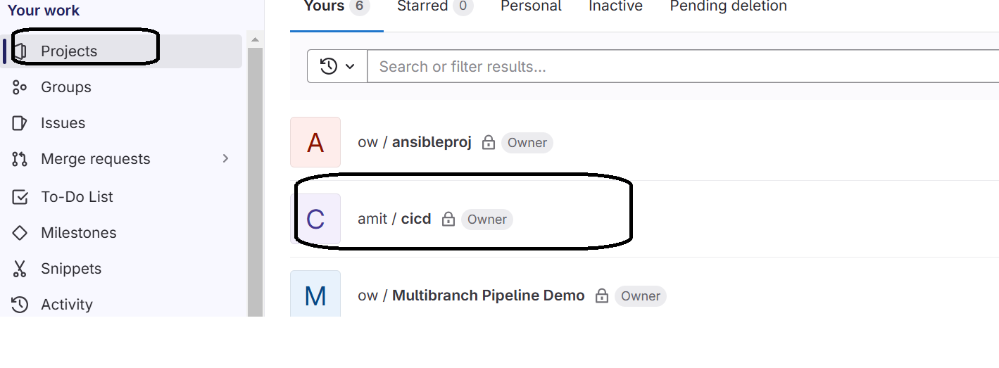 Your work
Projects
Groups
Issues
Merge requests
To-Do List
Milestones
Snippets
Activity
Yours 6 Starred 0 Personal Inactive Pending deletion
Search or filter results...
A ow / ansibleproj Owner
C amit / cicd Owner
M ow / Multibranch Pipeline Demo Owner